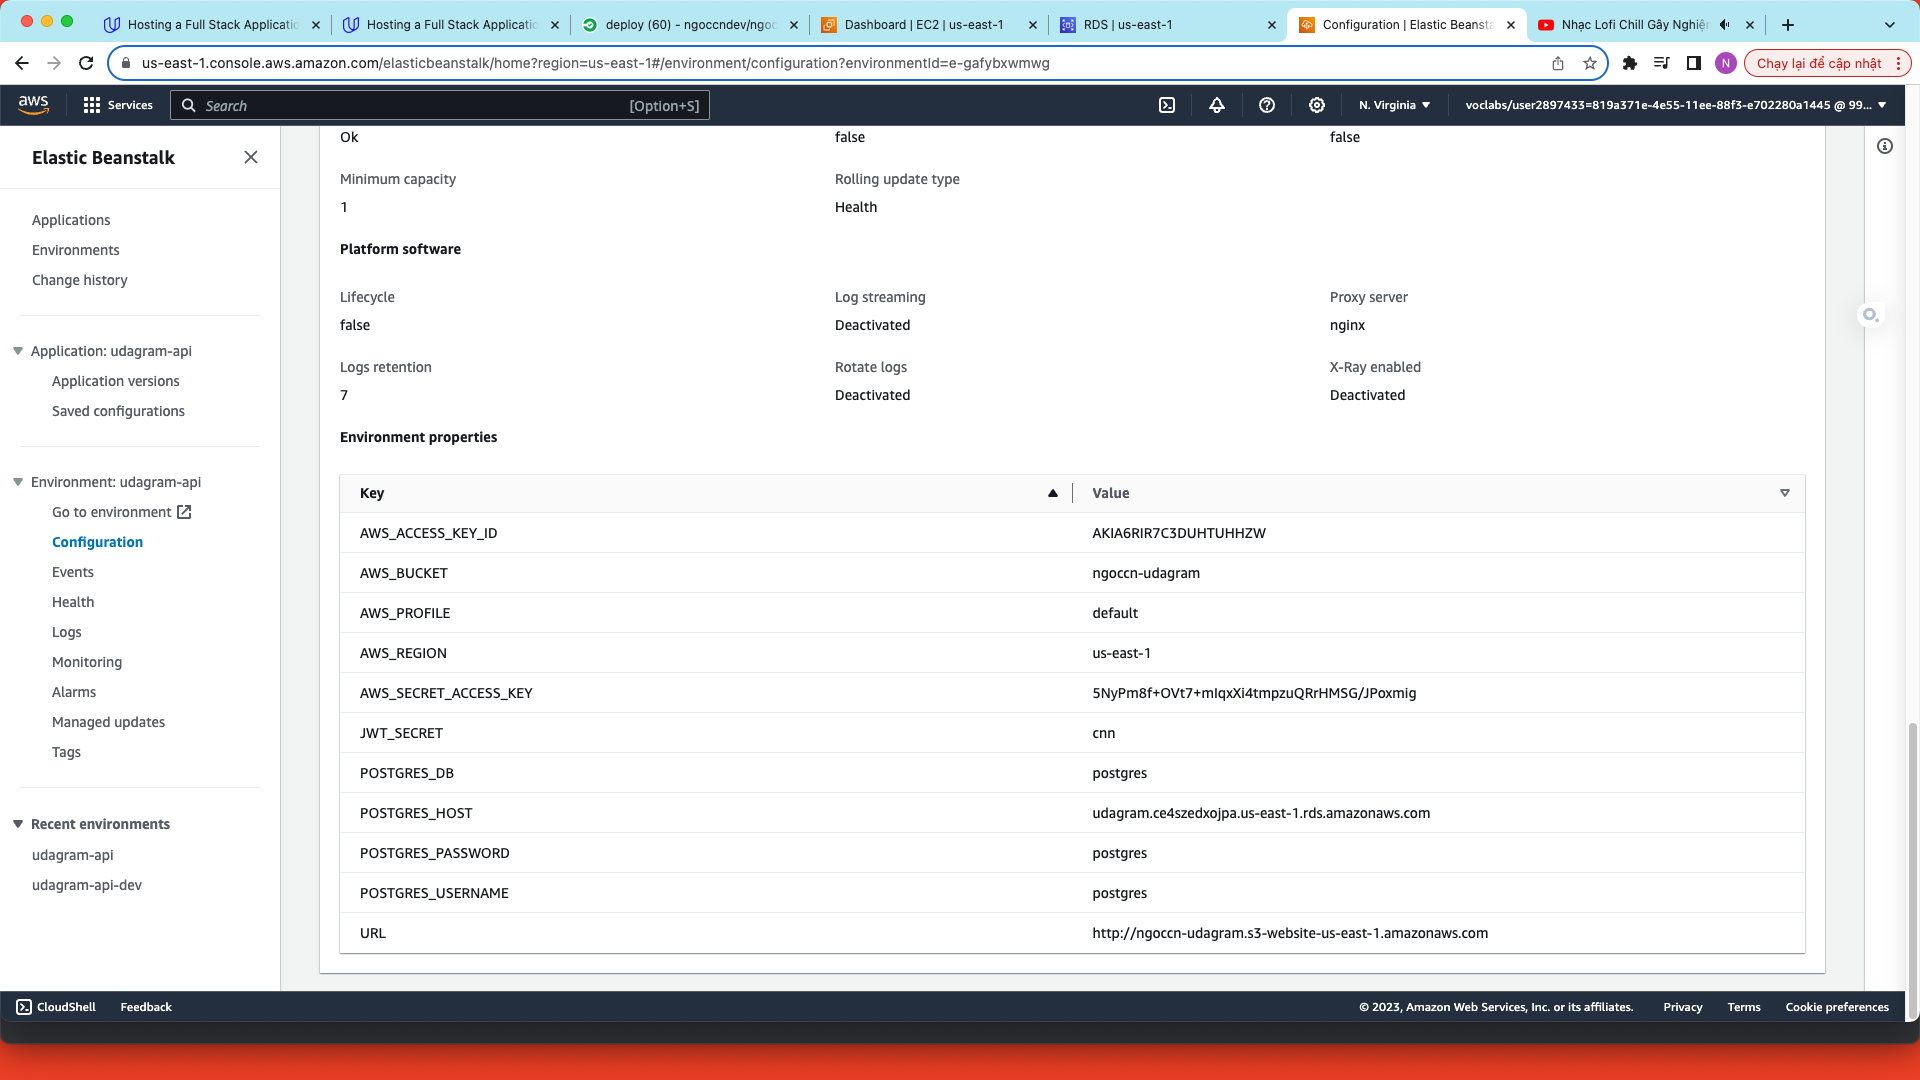 Hosting a Full Stack Applicatio
Hosting a Full Stack Applicatio
deploy (60) - ngoccndev/ngoc
Dashboard | EC2 | us-east-1
RDS | us-east-1
Configuration | Elastic Beansta
Nhạc Lofi Chill Gây Nghiện
us-east-1.console.aws.amazon.com/elasticbeanstalk/home?region=us-east-1#/environment/configuration?environmentId=e-gafybxwmwg
N
Chạy lại để cập nhật
aws
Services
Search
[Option+S]
N. Virginia
voclabs/user2897433=819a371e-4e55-11ee-88f3-e702280a1445 @ 99...
Elastic Beanstalk
Applications
Environments
Change history
Application: udagram-api
Application versions
Saved configurations
Environment: udagram-api
Go to environment
Configuration
Events
Health
Logs
Monitoring
Alarms
Managed updates
Tags
Recent environments
udagram-api
udagram-api-dev
Ok
false
false
Minimum capacity
Rolling update type
1
Health
Platform software
Lifecycle
Log streaming
Proxy server
false
Deactivated
nginx
Logs retention
Rotate logs
X-Ray enabled
7
Deactivated
Deactivated
Environment properties
Key
Value
AWS_ACCESS_KEY_ID
AKIA6RIR7C3DUHTUHHZW
AWS_BUCKET
ngoccn-udagram
AWS_PROFILE
default
AWS_REGION
us-east-1
AWS_SECRET_ACCESS_KEY
5NyPm8f+OVt7+mIqxXi4tmpzuQRrHMSG/JPoxmig
JWT_SECRET
cnn
POSTGRES_DB
postgres
POSTGRES_HOST
udagram.ce4szedxojpa.us-east-1.rds.amazonaws.com
POSTGRES_PASSWORD
postgres
POSTGRES_USERNAME
postgres
URL
http://ngoccn-udagram.s3-website-us-east-1.amazonaws.com
CloudShell
Feedback
© 2023, Amazon Web Services, Inc. or its affiliates.
Privacy
Terms
Cookie preferences